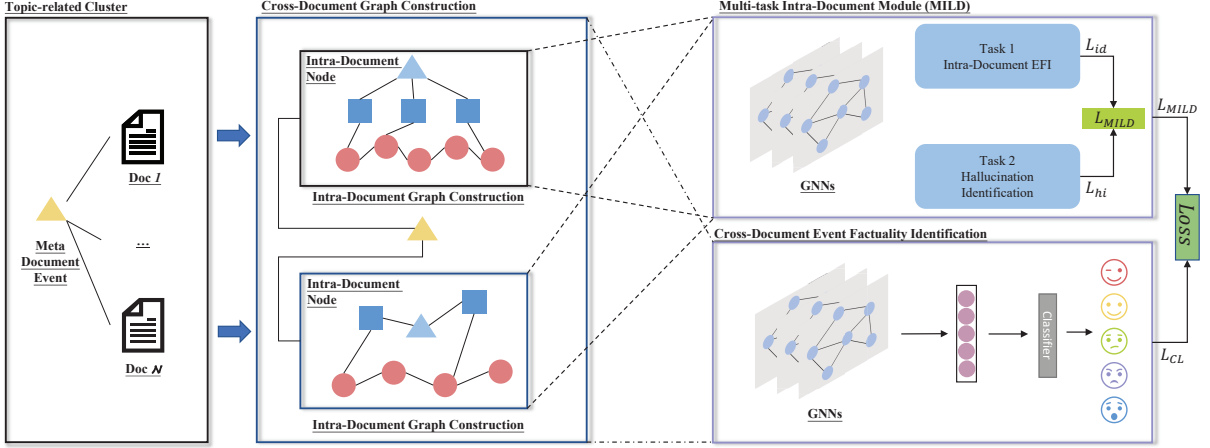 Topic-related Cluster
Doc 1
Meta
Document
Event
...
Doc N
Cross-Document Graph Construction
Intra-Document
Node
Intra-Document Graph Construction
Intra-Document
Node
Intra-Document Graph Construction
Multi-task Intra-Document Module (MILD)
GNNs
Task 1
Intra-Document EFI
L_id
L_MILD
L_MILD
Task 2
Hallucination
Identification
L_hi
Loss
Cross-Document Event Factuality Identification
GNNs
Classifier
L_CL